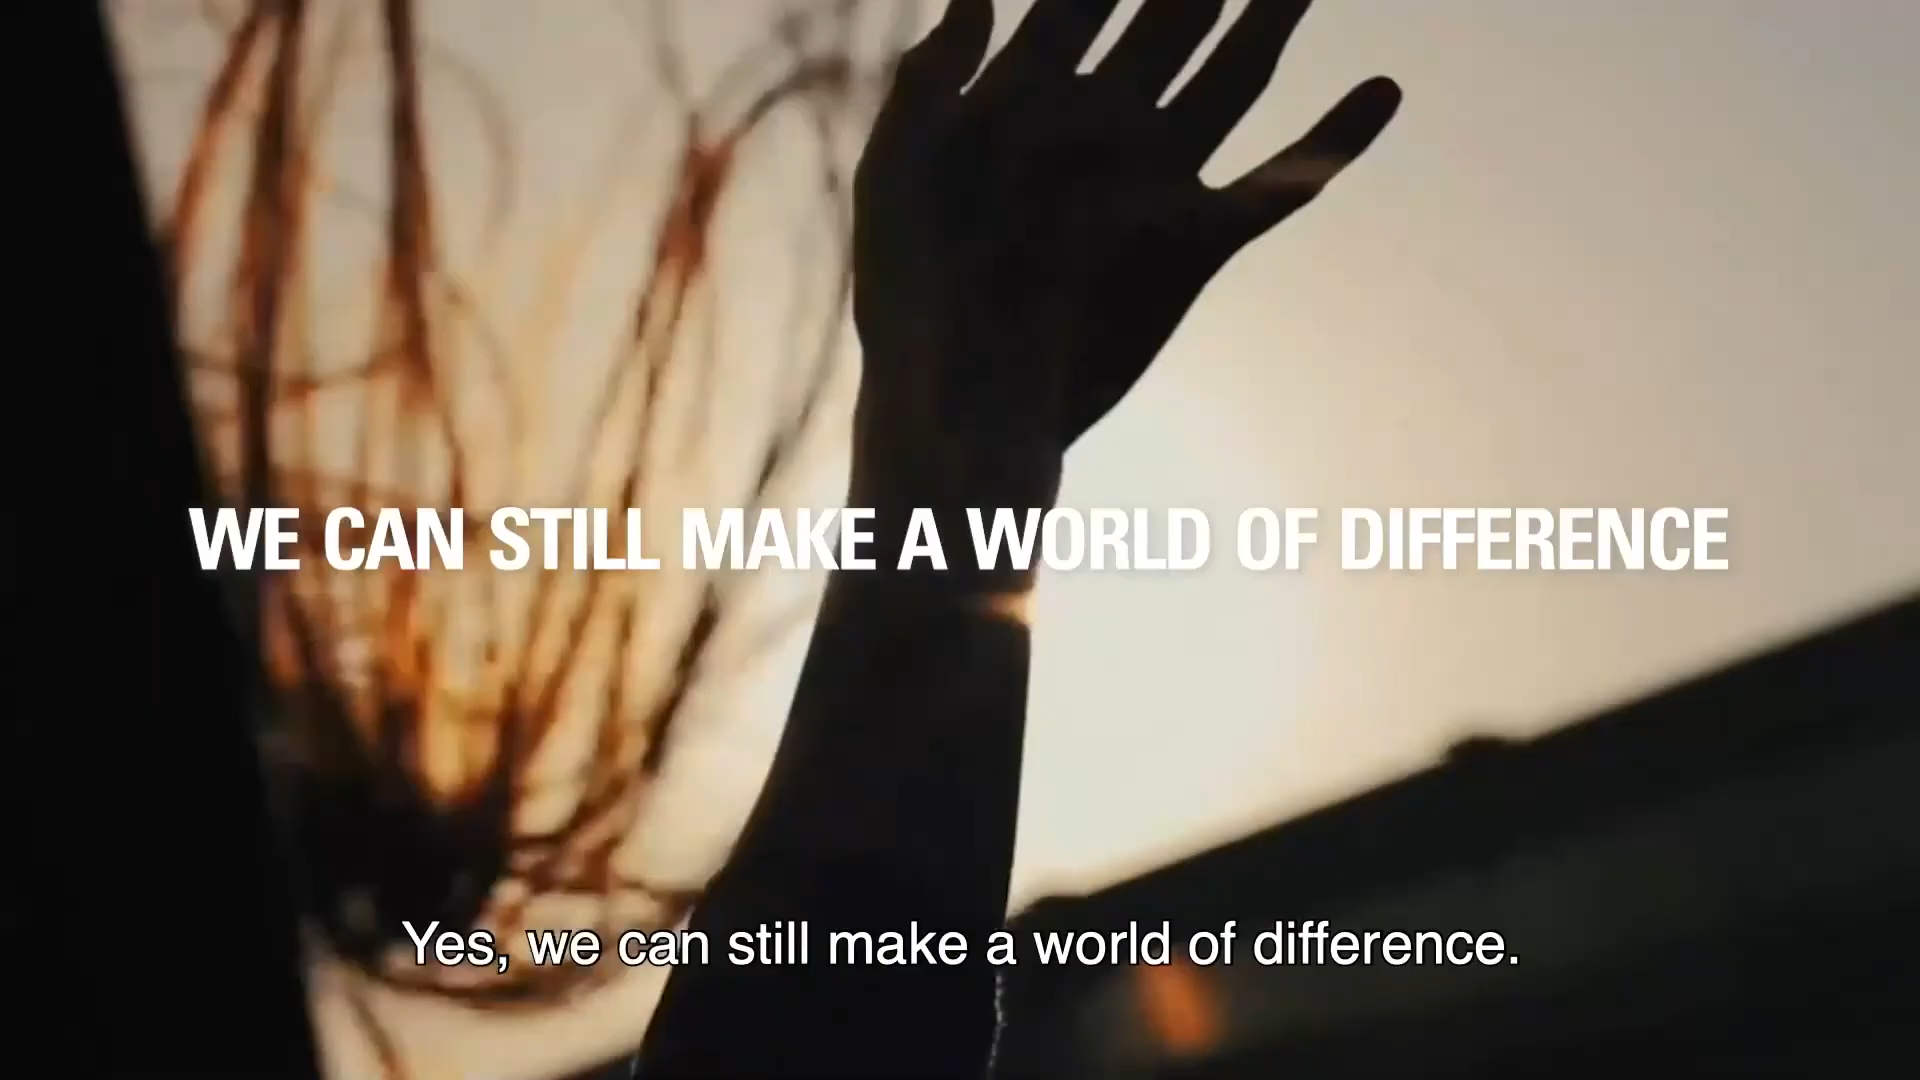 WE CAN STILL MAKE A WORLD OF DIFFERENCE
Yes, we can still make a world of difference.